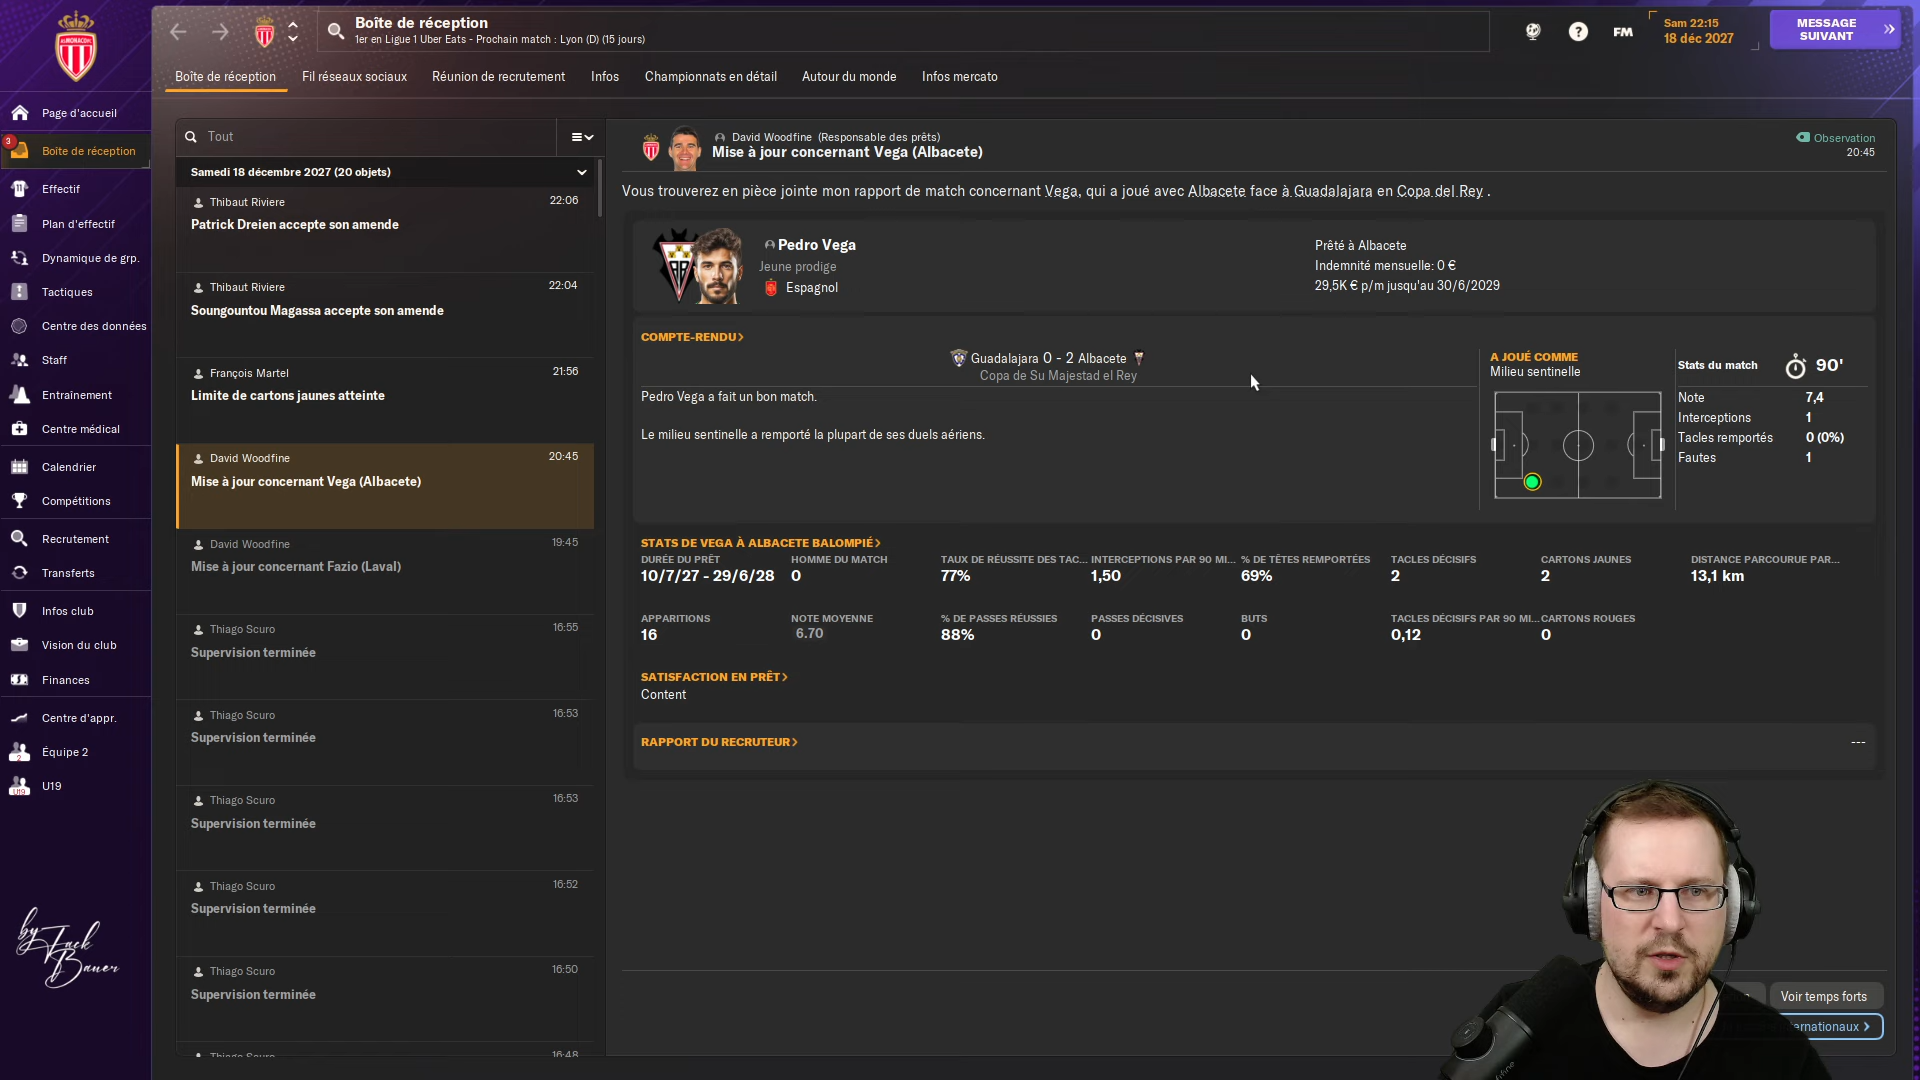 Boîte de réception
1er en Ligue 1 Uber Eats - Prochain match : Lyon (D) (15 jours)
FM
Sam 22:15
18 déc 2027
MESSAGE
SUIVANT
Boîte de réception
Fil réseaux sociaux
Réunion de recrutement
Infos
Championnats en détail
Autour du monde
Infos mercato
Page d'accueil
3
Boîte de réception
Effectif
Plan d'effectif
Dynamique de grp.
Tactiques
Centre des données
Staff
Entraînement
Centre médical
Calendrier
Compétitions
Recrutement
Transferts
Infos club
Vision du club
Finances
Centre d'appr.
Équipe 2
U19
by Jack
Bauer
Tout
Samedi 18 décembre 2027 (20 objets)
Thibaut Riviere 22:06
Patrick Dreien accepte son amende
Thibaut Riviere 22:04
Soungountou Magassa accepte son amende
François Martel 21:56
Limite de cartons jaunes atteinte
David Woodfine 20:45
Mise à jour concernant Vega (Albacete)
David Woodfine 19:45
Mise à jour concernant Fazio (Laval)
Thiago Scuro 16:55
Supervision terminée
Thiago Scuro 16:53
Supervision terminée
Thiago Scuro 16:53
Supervision terminée
Thiago Scuro 16:52
Supervision terminée
Thiago Scuro 16:50
Supervision terminée
Thiago Scuro 16:48
David Woodfine (Responsable des prêts)
Mise à jour concernant Vega (Albacete)
Observation
20:45
Vous trouverez en pièce jointe mon rapport de match concernant Vega, qui a joué avec Albacete face à Guadalajara en Copa del Rey .
Pedro Vega
Jeune prodige
Espagnol
Prêté à Albacete
Indemnité mensuelle: 0 €
29,5K € p/m jusqu'au 30/6/2029
COMPTE-RENDU
Guadalajara 0 - 2 Albacete
Copa de Su Majestad el Rey
Pedro Vega a fait un bon match.
Le milieu sentinelle a remporté la plupart de ses duels aériens.
A JOUÉ COMME
Milieu sentinelle
Stats du match 90'
Note 7,4
Interceptions 1
Tacles remportés 0 (0%)
Fautes 1
STATS DE VEGA À ALBACETE BALOMPIÉ
DURÉE DU PRÊT HOMME DU MATCH TAUX DE RÉUSSITE DES TAC... INTERCEPTIONS PAR 90 MI... % DE TÊTES REMPORTÉES TACLES DÉCISIFS CARTONS JAUNES DISTANCE PARCOURUE PAR...
10/7/27 - 29/6/28 0 77% 1,50 69% 2 2 13,1 km
APPARITIONS NOTE MOYENNE % DE PASSES RÉUSSIES PASSES DÉCISIVES BUTS TACLES DÉCISIFS PAR 90 MI... CARTONS ROUGES
16 6.70 88% 0 0 0,12 0
SATISFACTION EN PRÊT
Content
RAPPORT DU RECRUTEUR ---
Voir temps forts
ernationaux